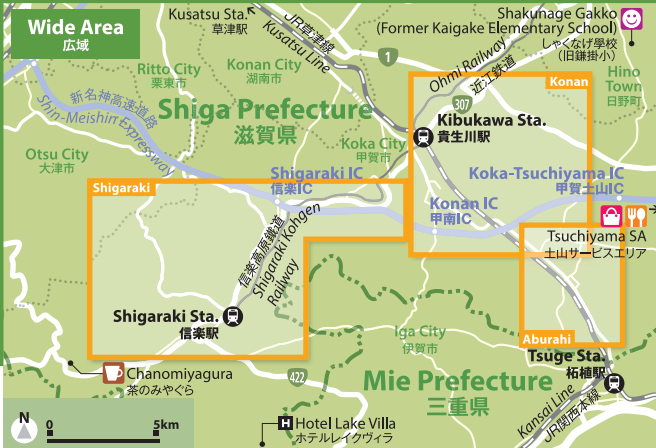 Wide Area
広域
Kusatsu Sta.
草津駅
JR草津線
Kusatsu Line
1
Shakunage Gakko
(Former Kaigake Elementary School)
しゃくなげ學校
(旧鎌掛小)
Ohmi Railway
近江鉄道
Konan
Ritto City
栗東市
Konan City
湖南市
307
Hino
Town
日野町
新名神高速道路
Shin-Meishin Expressway
Shiga Prefecture
滋賀県
Kibukawa Sta.
貴生川駅
Koka City
甲賀市
Otsu City
大津市
Shigaraki
Shigaraki IC
信楽IC
Koka-Tsuchiyama IC
甲賀土山IC
Konan IC
甲南IC
信楽高原鐵道
Shigaraki Kohgen
Railway
Tsuchiyama SA
土山サービスエリア
Shigaraki Sta.
信楽駅
Iga City
伊賀市
Aburahi
Tsuge Sta.
柘植駅
Chanomiyagura
茶のみやぐら
422
Mie Prefecture
三重県
Kansai Line
JR関西本線
N
0
5km
H
Hotel Lake Villa
ホテルレイクヴィラ